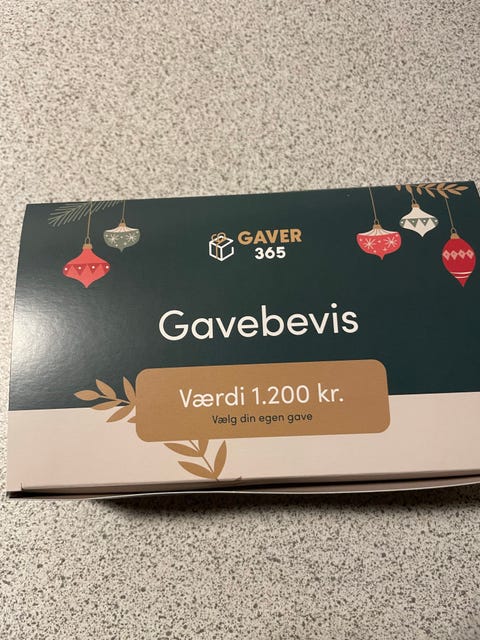 GAVER
365
Gavebevis
Værdi 1.200 kr.
Vælg din egen gave